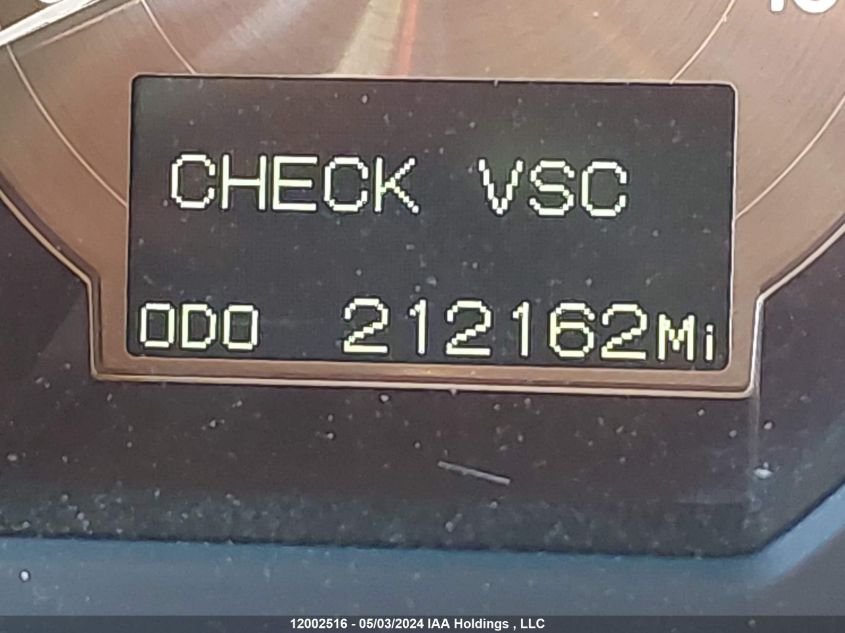 CHECK VSC
ODO 212162Mi
12002516 - 05/03/2024 IAA Holdings , LLC